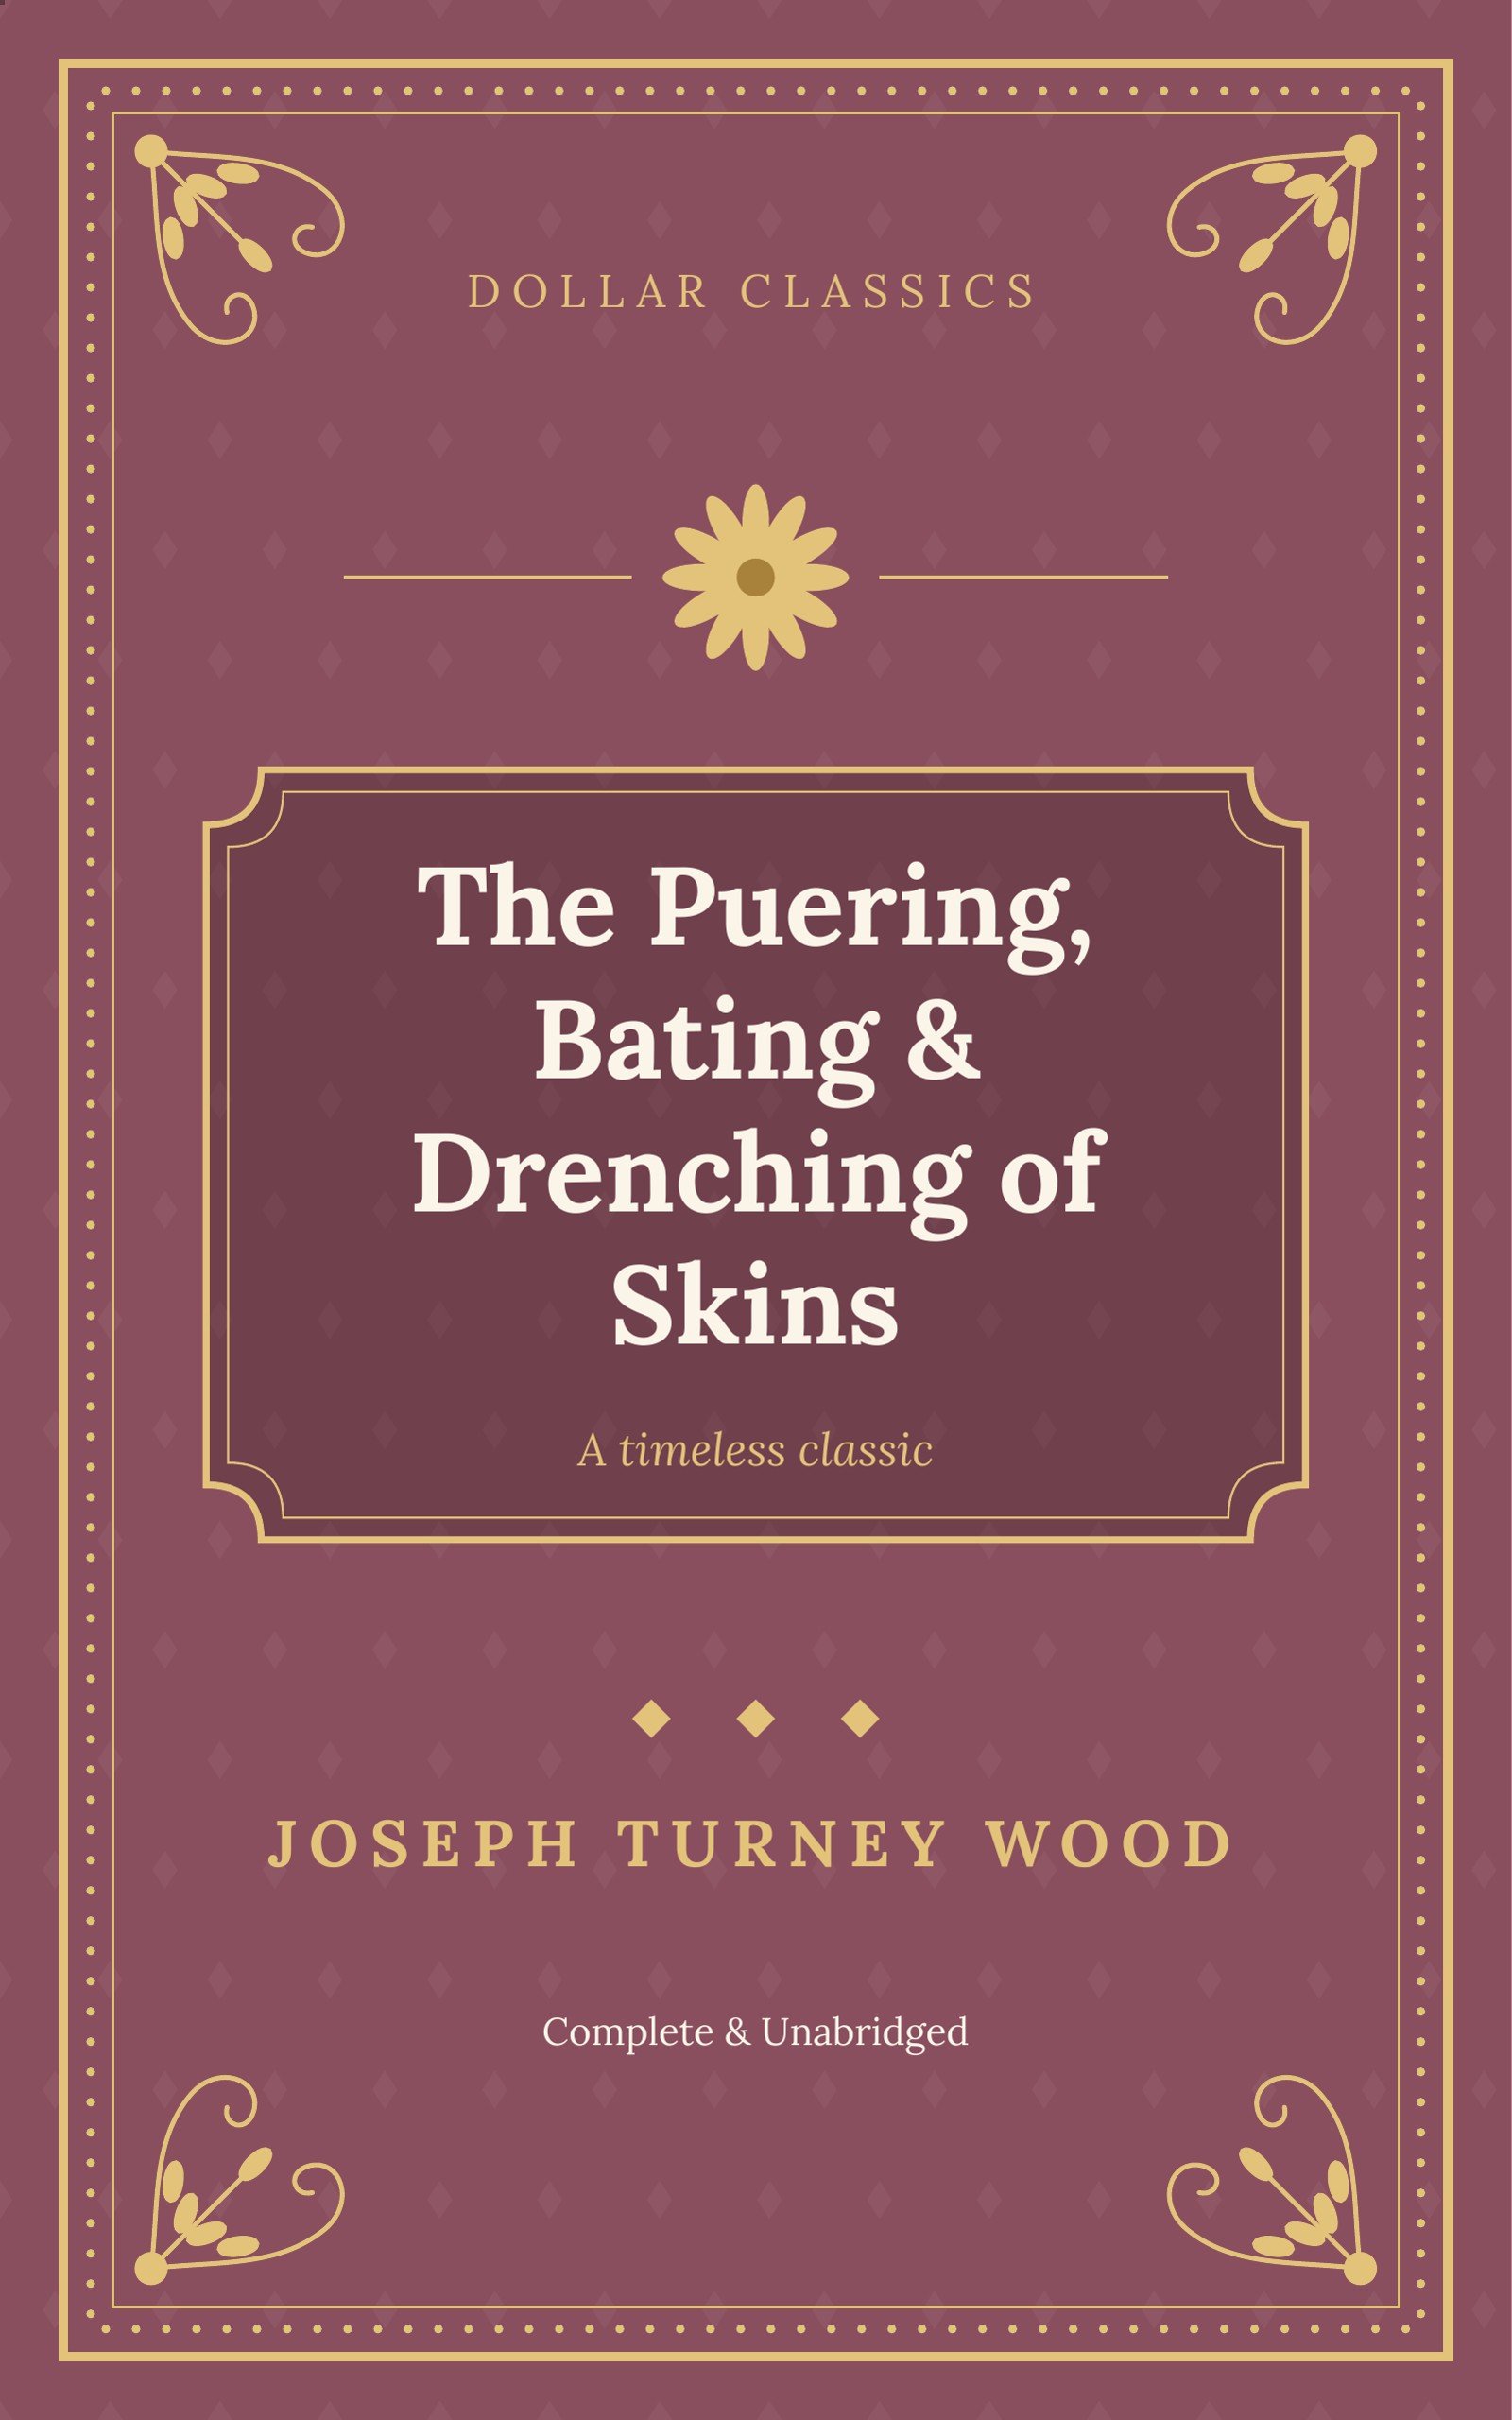 DOLLAR CLASSICS
The Puering,
Bating &
Drenching of
Skins
A timeless classic
JOSEPH TURNEY WOOD
Complete & Unabridged